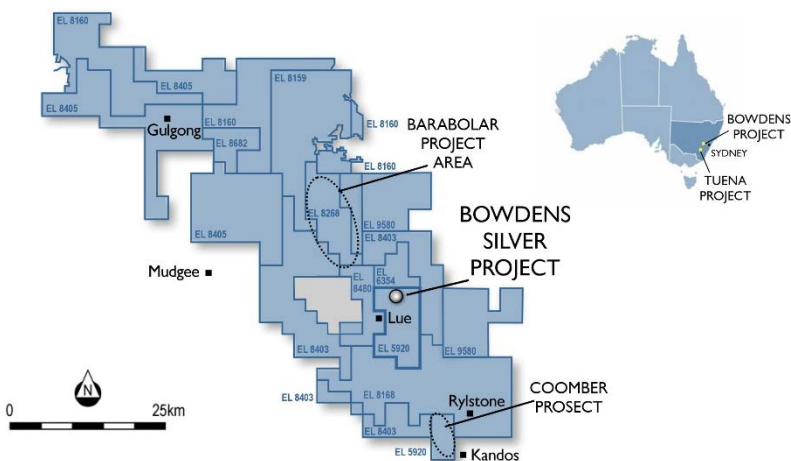 EL 8160
EL 8405
EL 8159
EL 8405
Gulgong
EL 8160
EL 8682
EL 8160
BARABOLAR
PROJECT
AREA
EL 8160
EL 8268
EL 9580
EL 8405
EL 8403
BOWDENS
SILVER
PROJECT
Mudgee
EL
8480
EL
6354
Lue
EL 8403
EL 5920
EL 9580
EL 8403
EL 8168
Rylstone
COOMBER
PROSECT
EL 8403
EL 5920
Kandos
N
0
25km
BOWDENS
PROJECT
SYDNEY
TUENA
PROJECT